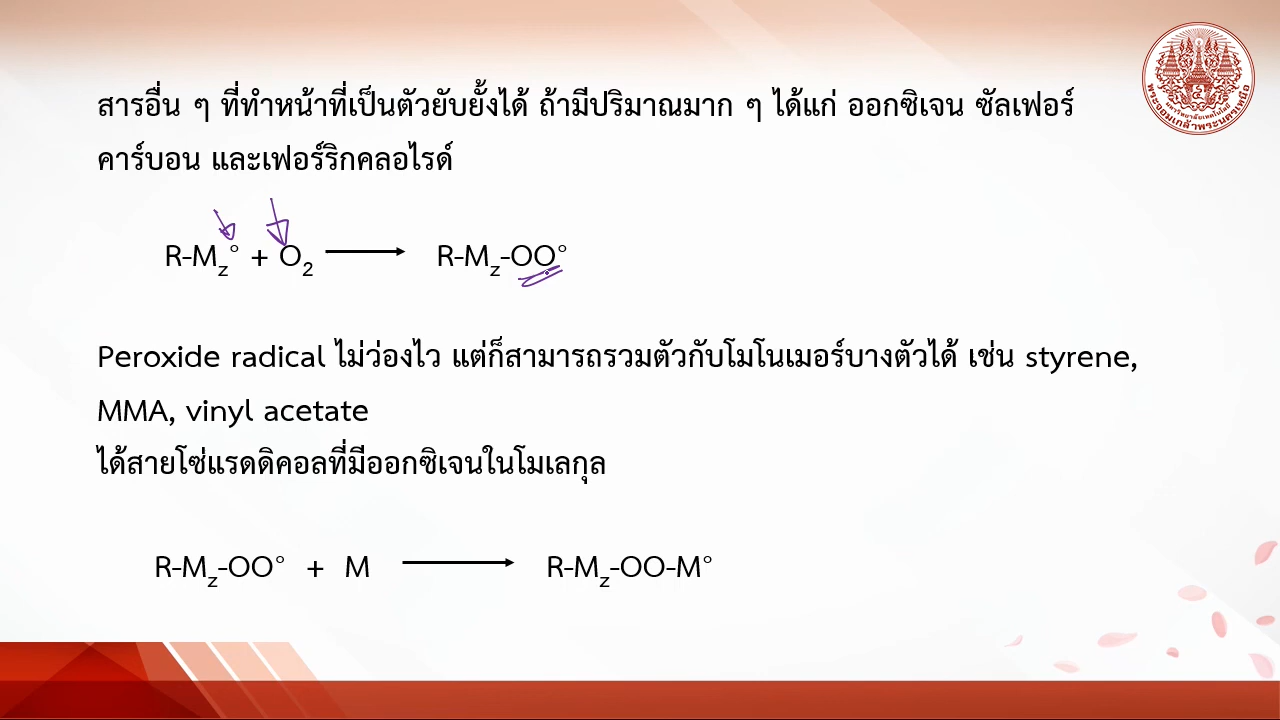 สารอื่น ๆ ที่ทำหน้าที่เป็นตัวยับยั้งได้ ถ้ามีปริมาณมาก ๆ ได้แก่ ออกซิเจน ซัลเฟอร์
คาร์บอน และเฟอร์ริกคลอไรด์
R-Mz° + O2 ⟶ R-Mz-OO°
Peroxide radical ไม่ว่องไว แต่ก็สามารถรวมตัวกับโมโนเมอร์บางตัวได้ เช่น styrene,
MMA, vinyl acetate
ได้สายโซ่แรดดิคอลที่มีออกซิเจนในโมเลกุล
R-Mz-OO° + M ⟶ R-Mz-OO-M°